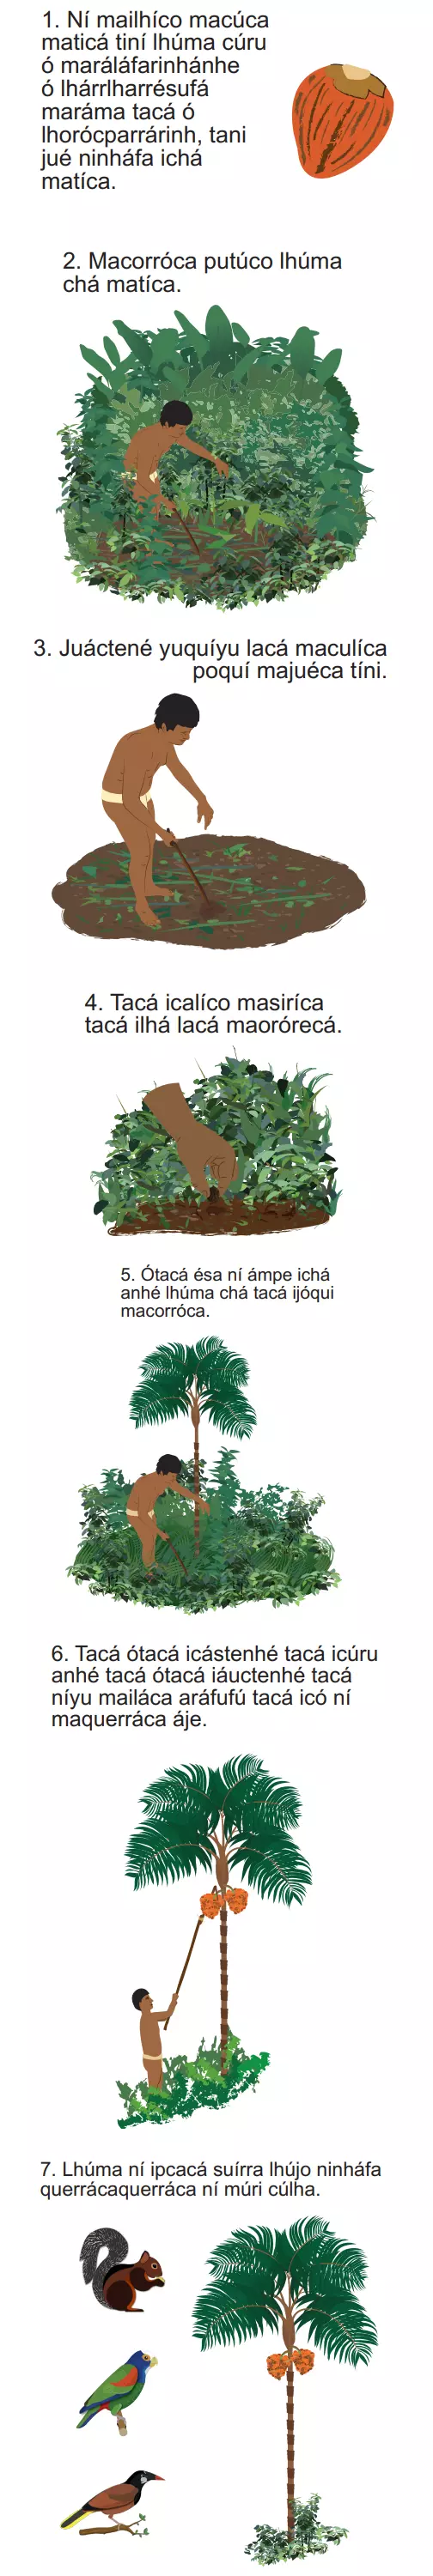 1. Ní mailhíco macúca
maticá tiní lhúma cúru
ó maráláfarinhánhe
ó lhárrlharrésufá
maráma tacá ó
lhorócparrárinh, tani
jué ninháfa ichá
matíca.
2. Macorróca putúco lhúma
chá matíca.
3. Juáctené yuquíyu lacá maculíca
poquí majuéca tíni.
4. Tacá icalíco masiríca
tacá ilhá lacá maorórecá.
5. Ótacá ésa ní ámpe ichá
anhé lhúma chá tacá ijóqui
macorróca.
6. Tacá ótacá icástenhé tacá icúru
anhé tacá ótacá iáuctenhé tacá
níyu mailáca aráfufú tacá icó ní
maquerráca áje.
7. Lhúma ní ipcacá suírra lhújo ninháfa
querrácaquerráca ní múri cúlha.